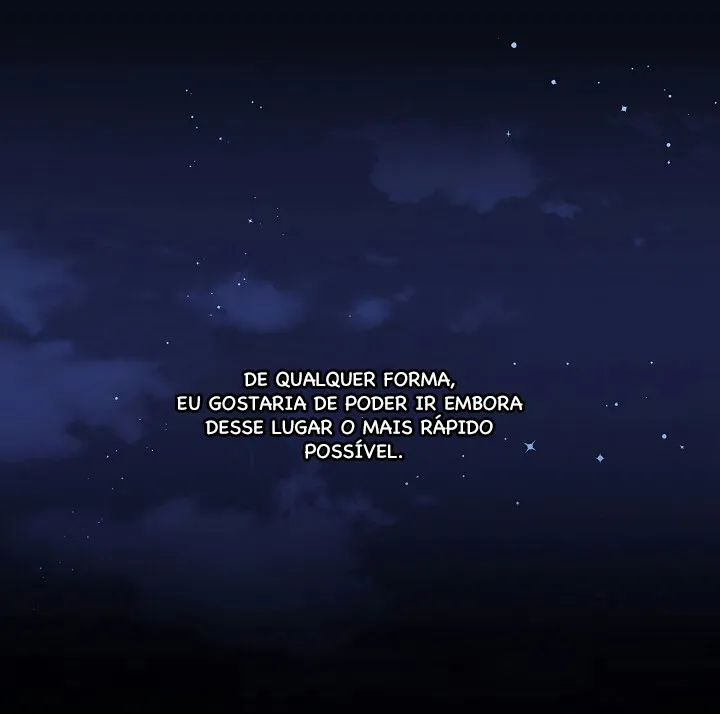 DE QUALQUER FORMA,
EU GOSTARIA DE PODER IR EMBORA
DESSE LUGAR O MAIS RÁPIDO
POSSÍVEL.